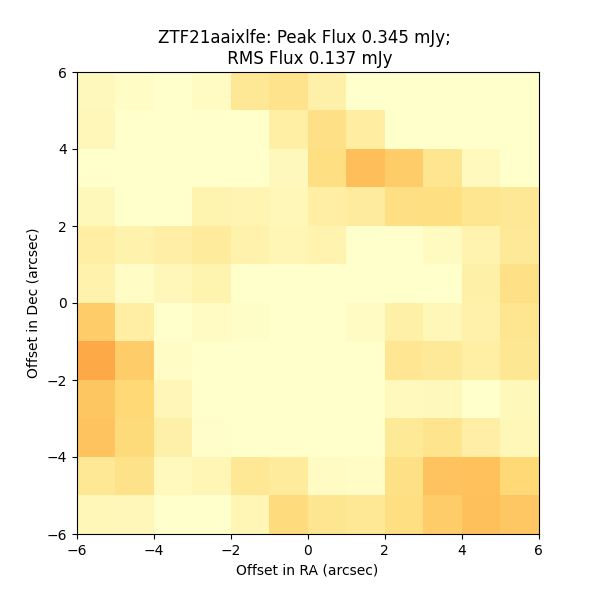 ZTF21aaixlfe: Peak Flux 0.345 mJy;
RMS Flux 0.137 mJy
6
4
2
0
−2
−4
−6
Offset in Dec (arcsec)
−6 −4 −2 0 2 4 6
Offset in RA (arcsec)